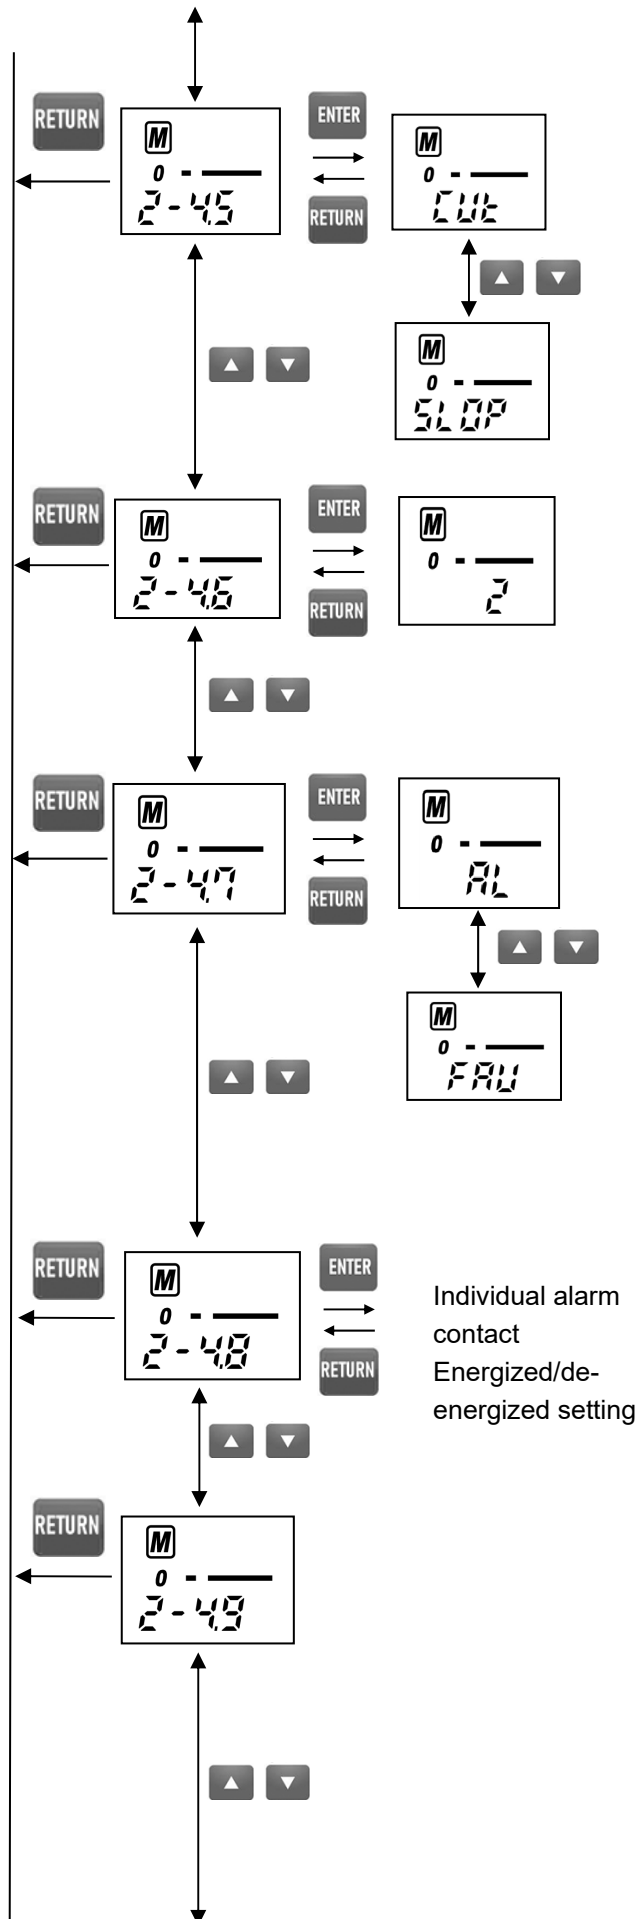 RETURN
M
0
2-4.5
ENTER
RETURN
M
0
CUt
M
0
SLOP
RETURN
M
0
2-4.6
ENTER
RETURN
M
0
2
RETURN
M
0
2-4.7
ENTER
RETURN
M
0
AL
M
0
FAU
RETURN
M
0
2-4.8
ENTER
RETURN
Individual alarm
contact
Energized/de-
energized setting
RETURN
M
0
2-4.9